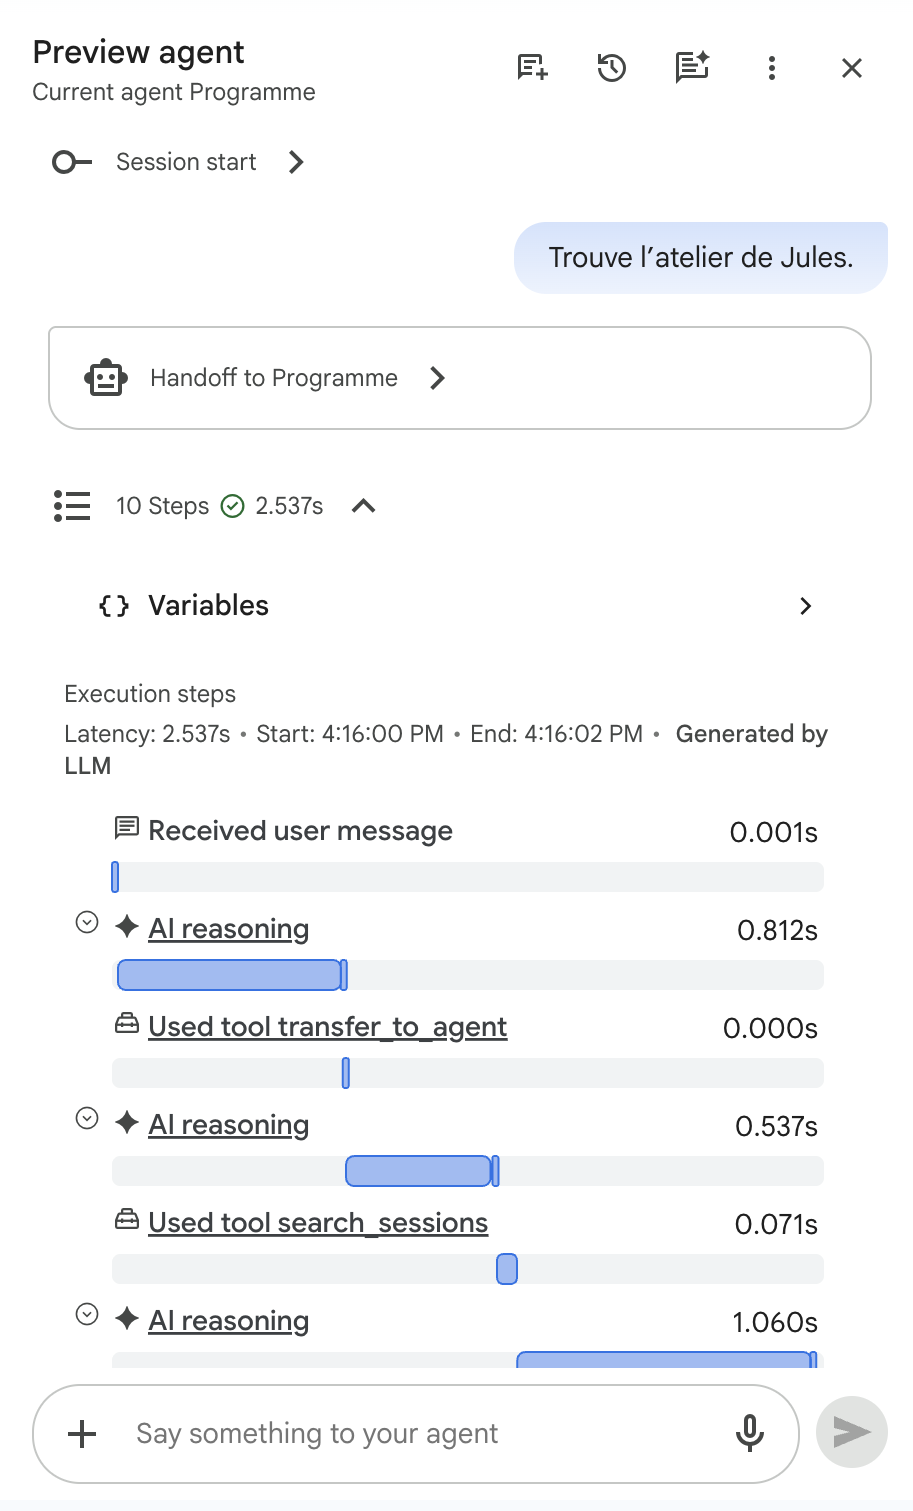 Preview agent
Current agent Programme
Session start
Trouve l’atelier de Jules.
Handoff to Programme
10 Steps 2.537s
{} Variables
Execution steps
Latency: 2.537s • Start: 4:16:00 PM • End: 4:16:02 PM • Generated by
LLM
Received user message 0.001s
AI reasoning 0.812s
Used tool transfer_to_agent 0.000s
AI reasoning 0.537s
Used tool search_sessions 0.071s
AI reasoning 1.060s
Say something to your agent